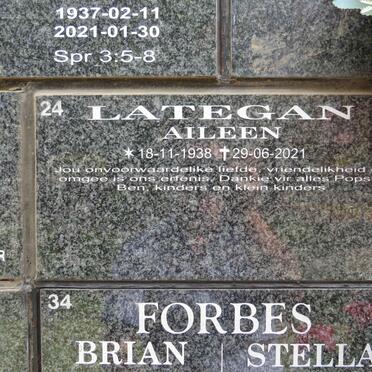 1937-02-11
2021-01-30
Spr 3:5-8
24
LATEGAN
AILEEN
✶ 18-11-1938 ✝ 29-06-2021
Jou onvoorwaardelike liefde, vriendelikheid
omgee is ons erfenis. Dankie vir alles Pops
Ben, kinders en klein kinders
R
34
FORBES
BRIAN | STELLA